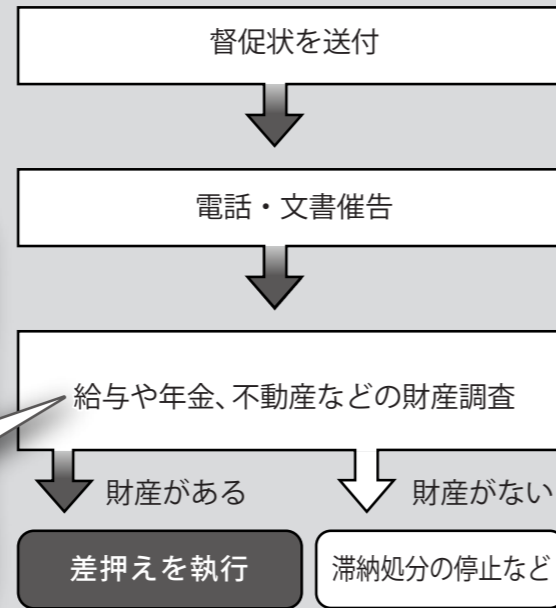 督促状を送付
電話・文書催告
給与や年金、不動産などの財産調査
財産がある
財産がない
差押えを執行
滞納処分の停止など